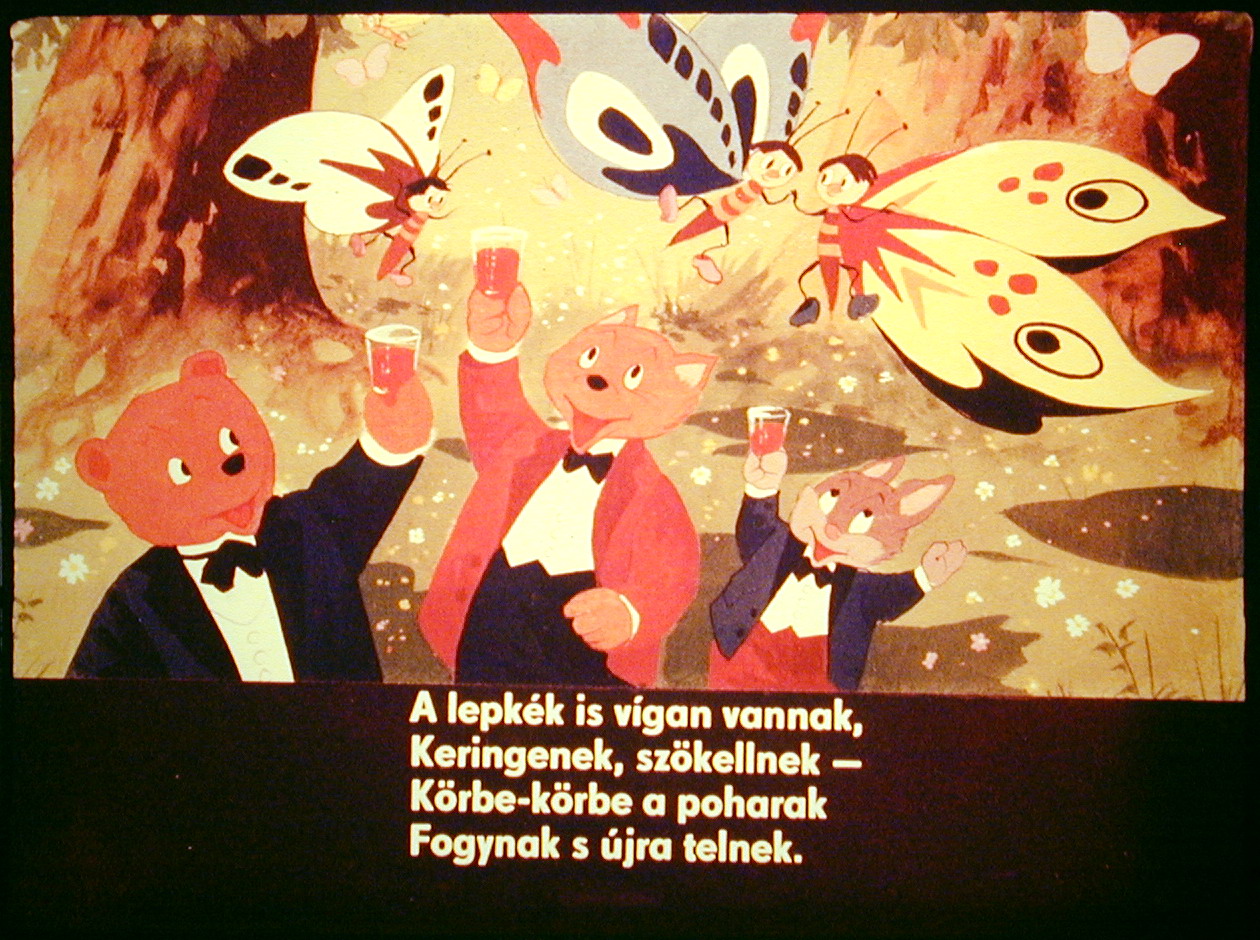 A lepkék is vígan vannak,
Keringenek, szökellnek —
Körbe-körbe a poharak
Fogynak s újra telnek.